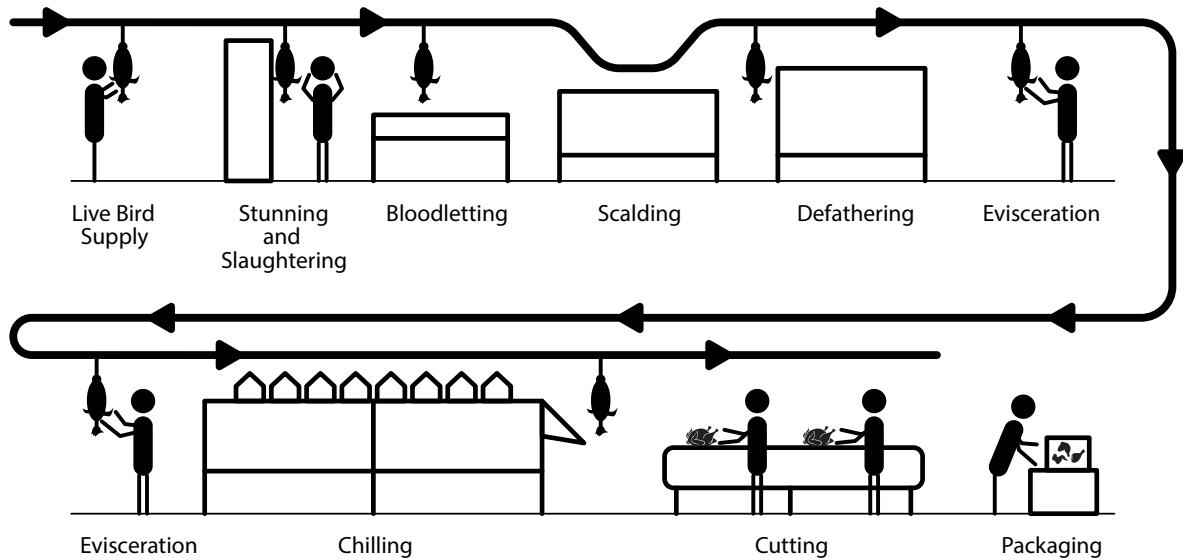 Live Bird
Supply
Stunning
and
Slaughtering
Bloodletting
Scalding
Defathering
Evisceration
Evisceration
Chilling
Cutting
Packaging